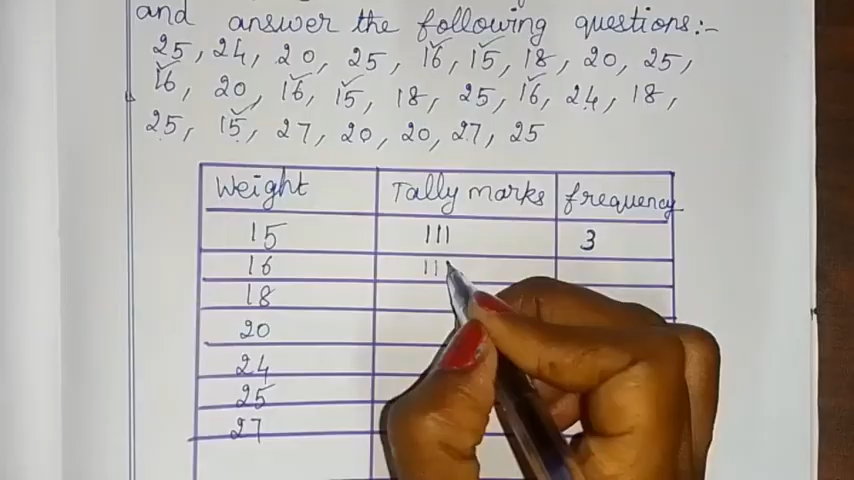 and answer the following questions:-
25, 24, 20, 25, 16, 15, 18, 20, 25,
16, 20, 16, 15, 18, 25, 16, 24, 18,
25, 15, 27, 20, 20, 27, 25
Weight Tally marks frequency
15 ||| 3
16 |||
18
20
24
25
27